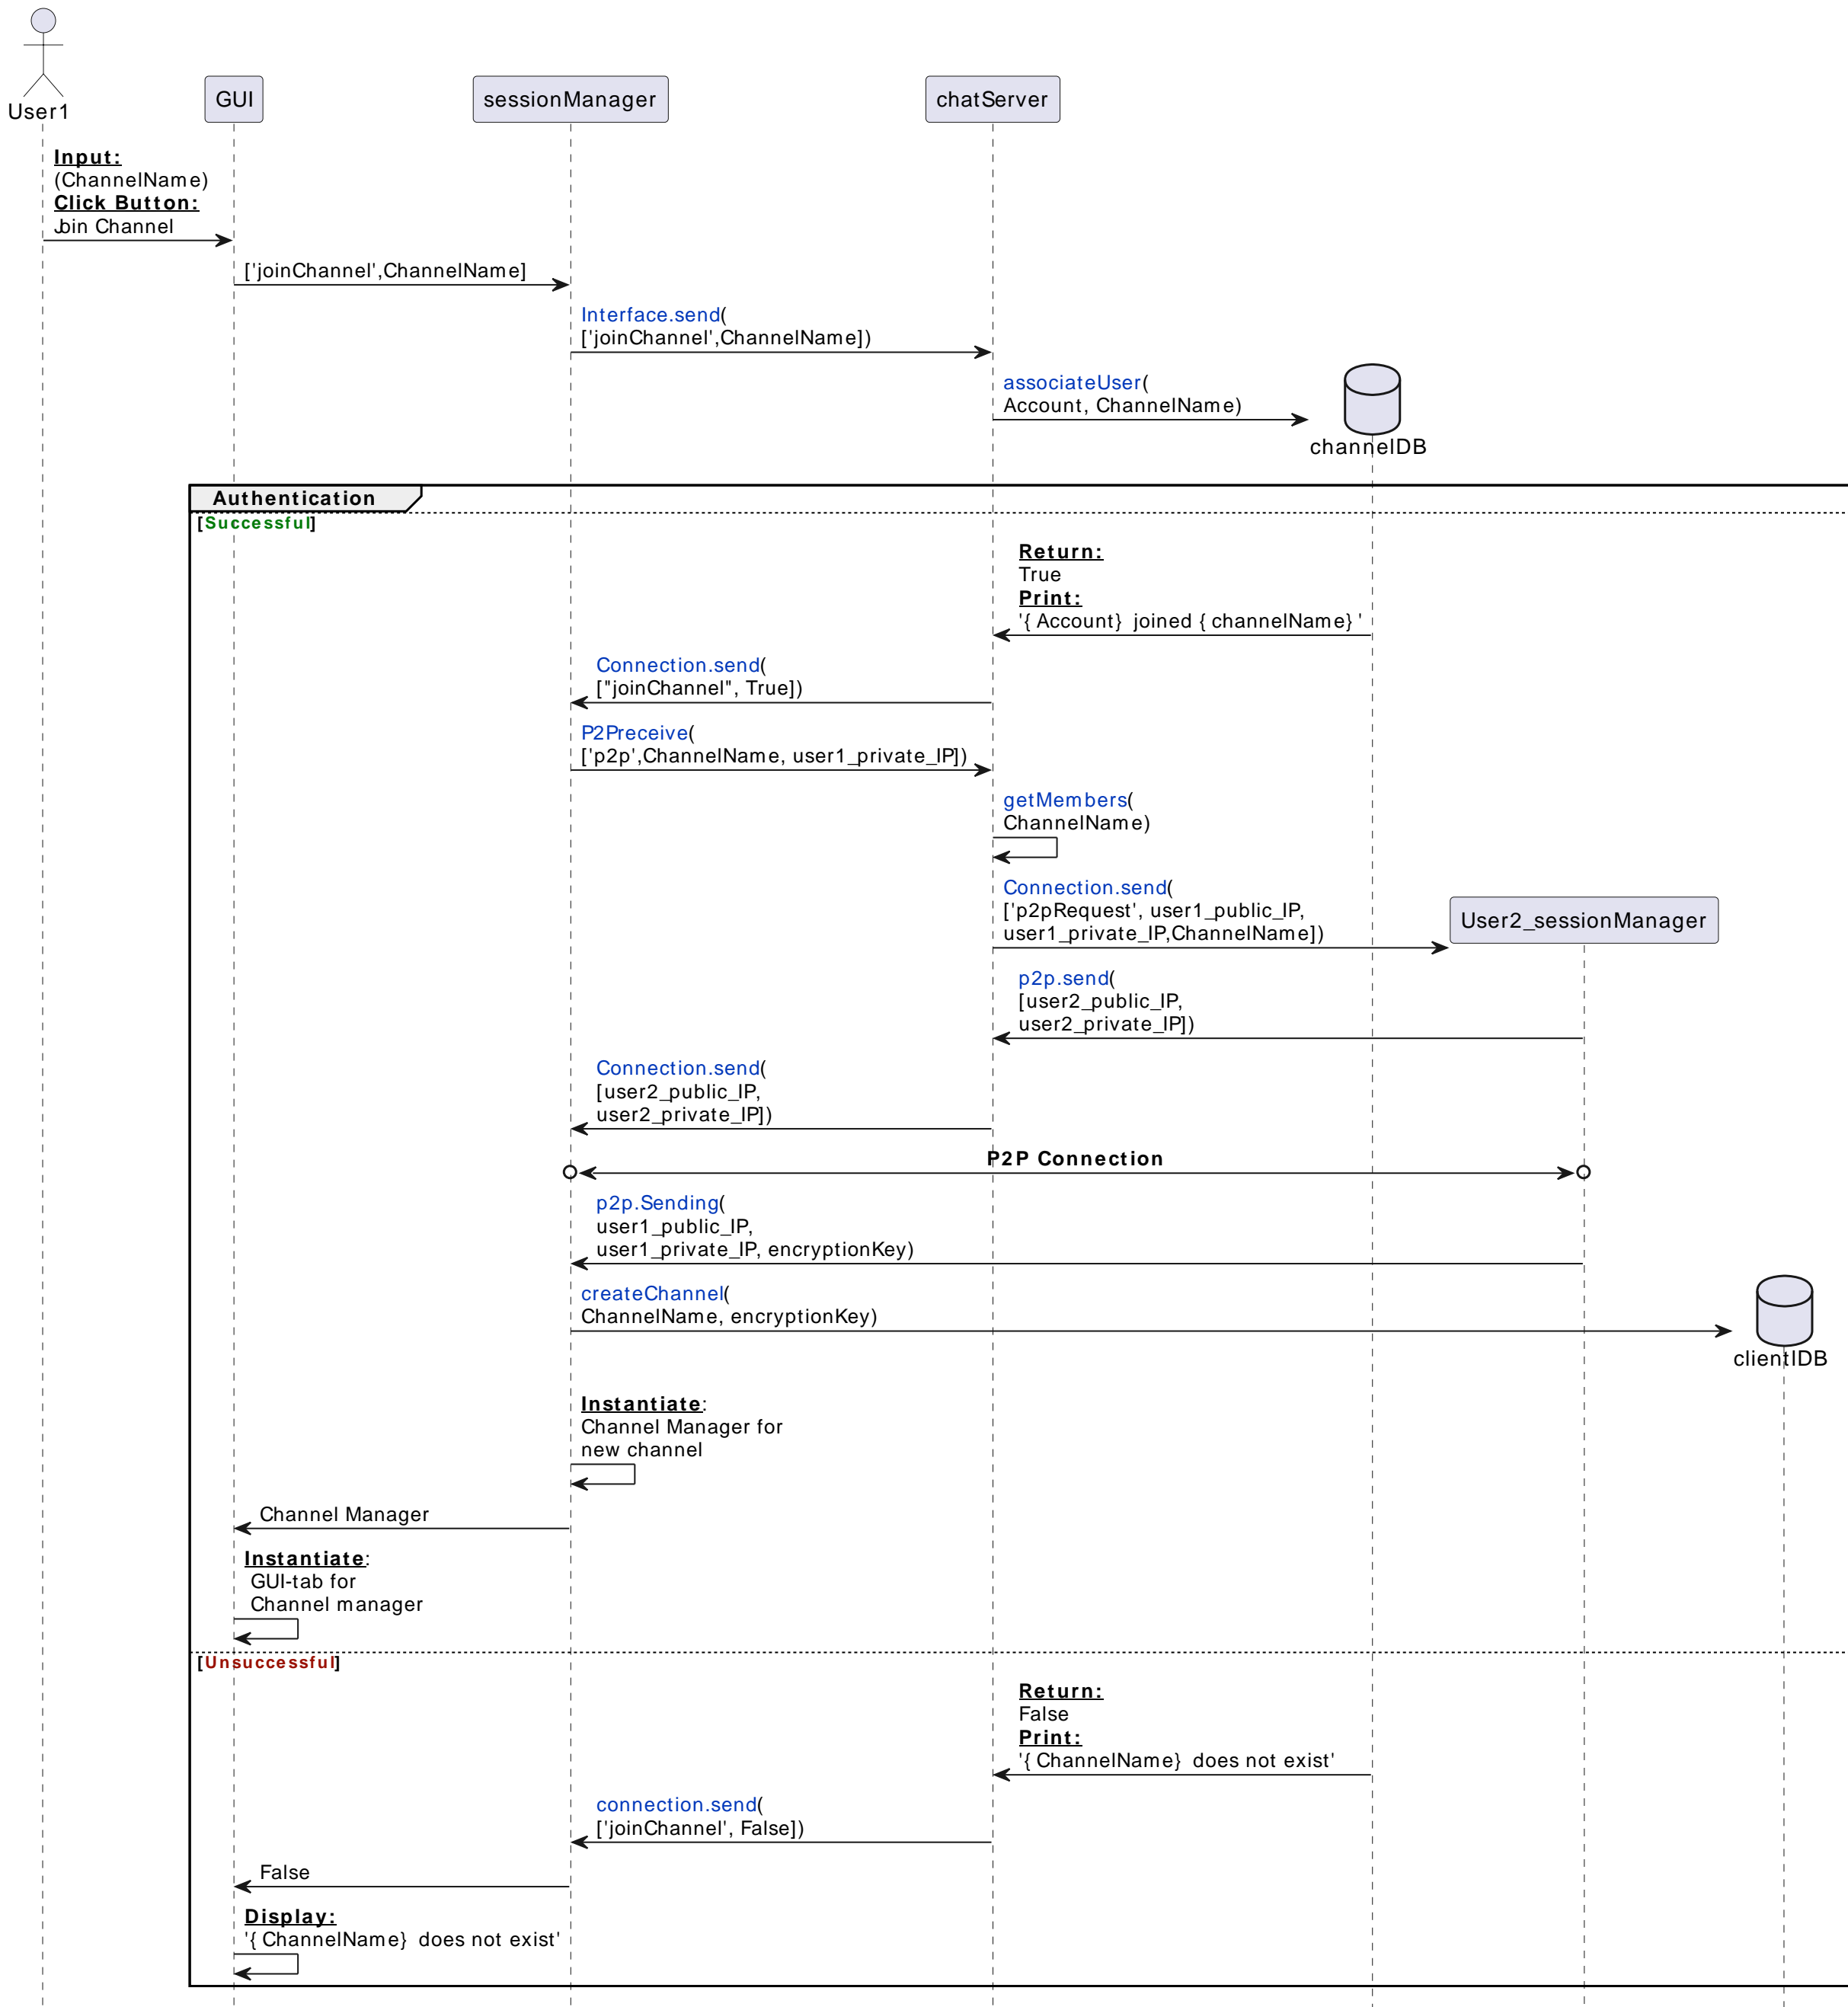 User1
GUI
sessionManager
chatServer
Input:
(ChannelName)
Click Button:
Join Channel
['joinChannel',ChannelName]
Interface.send(
['joinChannel',ChannelName])
associateUser(
Account, ChannelName)
channelDB
Authentication
[Successful]
Return:
True
Print:
'{Account} joined {channelName}'
Connection.send(
["joinChannel", True])
P2Preceive(
['p2p',ChannelName, user1_private_IP])
getMembers(
ChannelName)
Connection.send(
['p2pRequest', user1_public_IP,
user1_private_IP,ChannelName])
User2_sessionManager
p2p.send(
[user2_public_IP,
user2_private_IP])
Connection.send(
[user2_public_IP,
user2_private_IP])
P2P Connection
p2p.Sending(
user1_public_IP,
user1_private_IP, encryptionKey)
createChannel(
ChannelName, encryptionKey)
clientIDB
Instantiate:
Channel Manager for
new channel
Channel Manager
Instantiate:
GUI-tab for
Channel manager
[Unsuccessful]
Return:
False
Print:
'{ChannelName} does not exist'
connection.send(
['joinChannel', False])
False
Display:
'{ChannelName} does not exist'